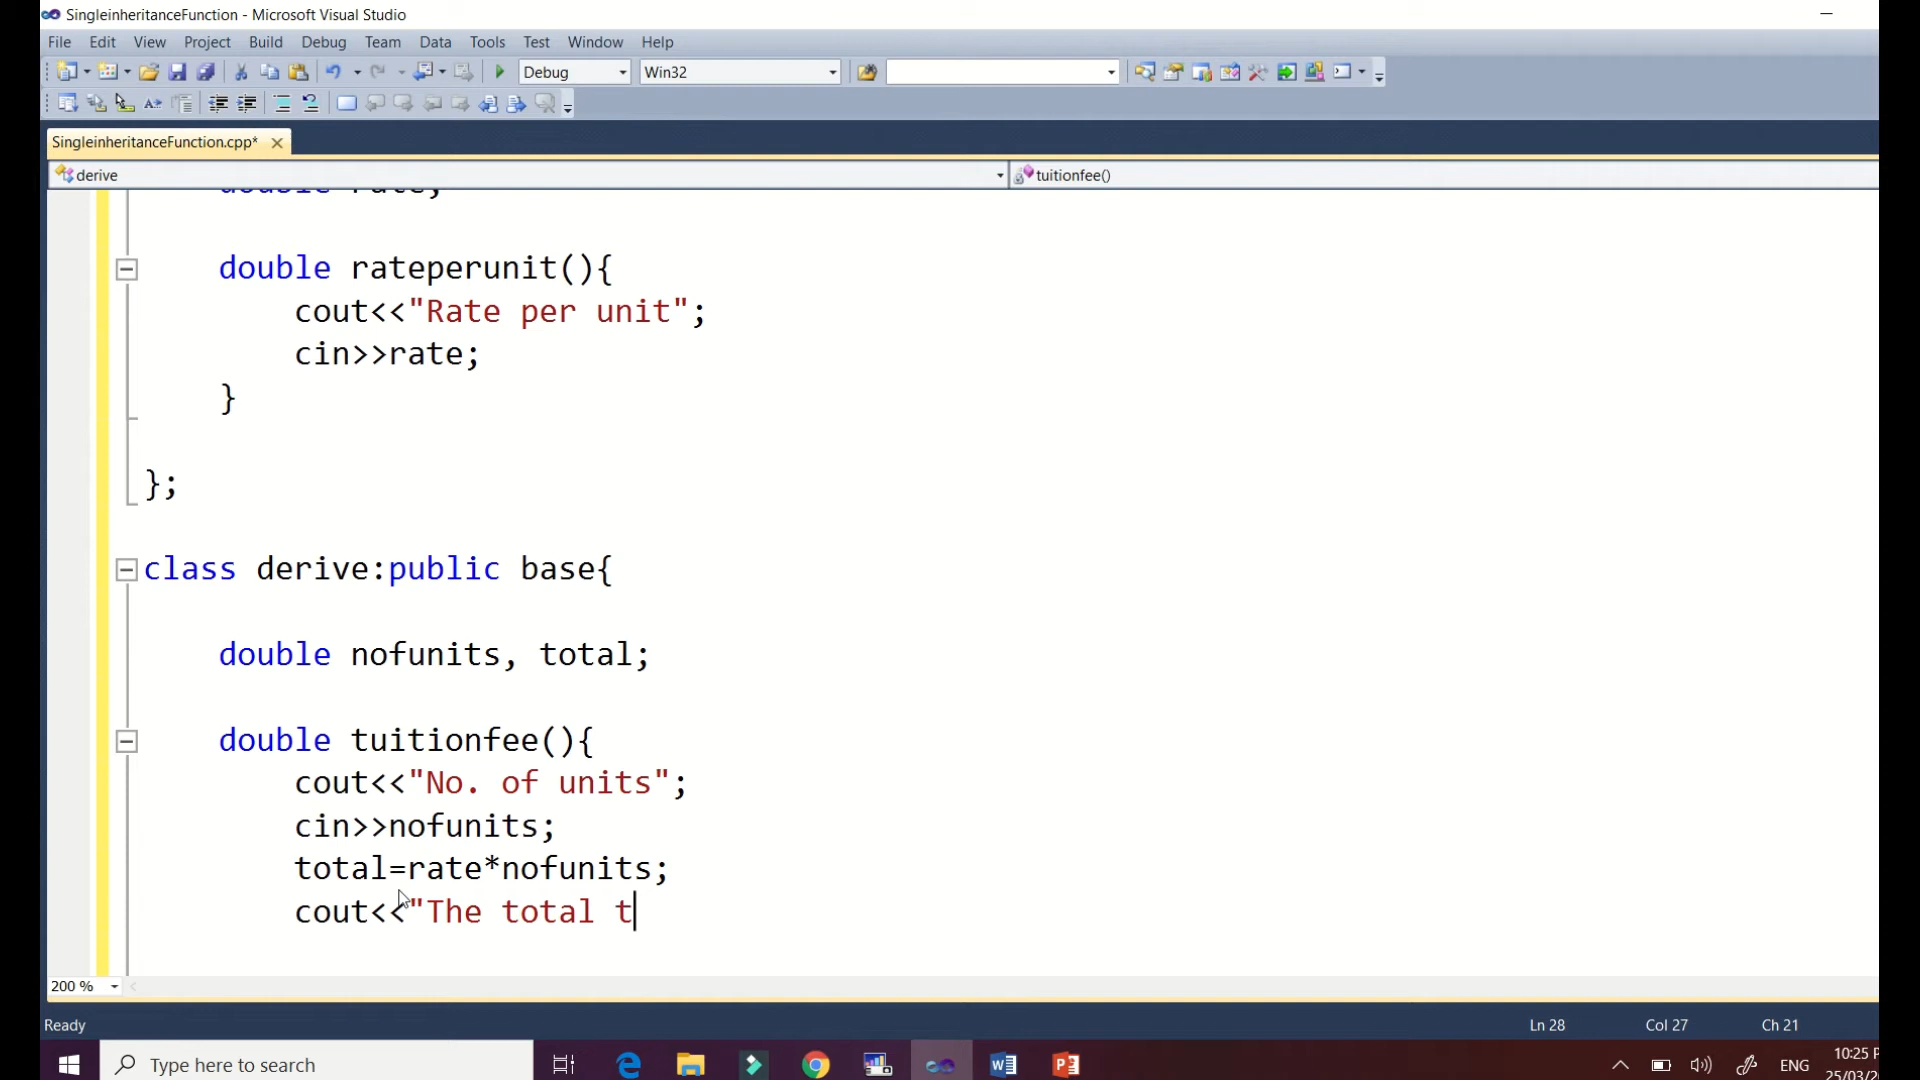 SingleinheritanceFunction - Microsoft Visual Studio
File Edit View Project Build Debug Team Data Tools Test Window Help
Debug Win32
SingleinheritanceFunction.cpp*
derive tuitionfee()
double rate;
double rateperunit(){
cout<<"Rate per unit";
cin>>rate;
}
};
class derive:public base{
double nofunits, total;
double tuitionfee(){
cout<<"No. of units";
cin>>nofunits;
total=rate*nofunits;
cout<<"The total t
200 %
Ready Ln 28 Col 27 Ch 21
Type here to search ENG 10:25